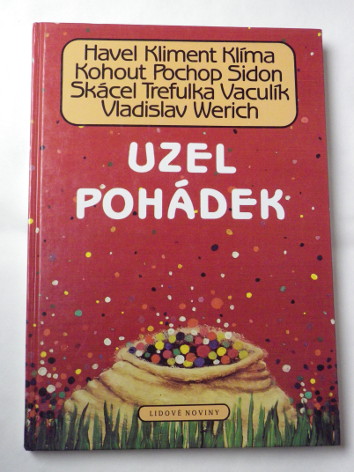 Havel Kliment Klíma
Kohout Pochop Sidon
Skácel Trefulka Vaculík
Vladislav Werich
UZEL
POHÁDEK
LIDOVÉ NOVINY